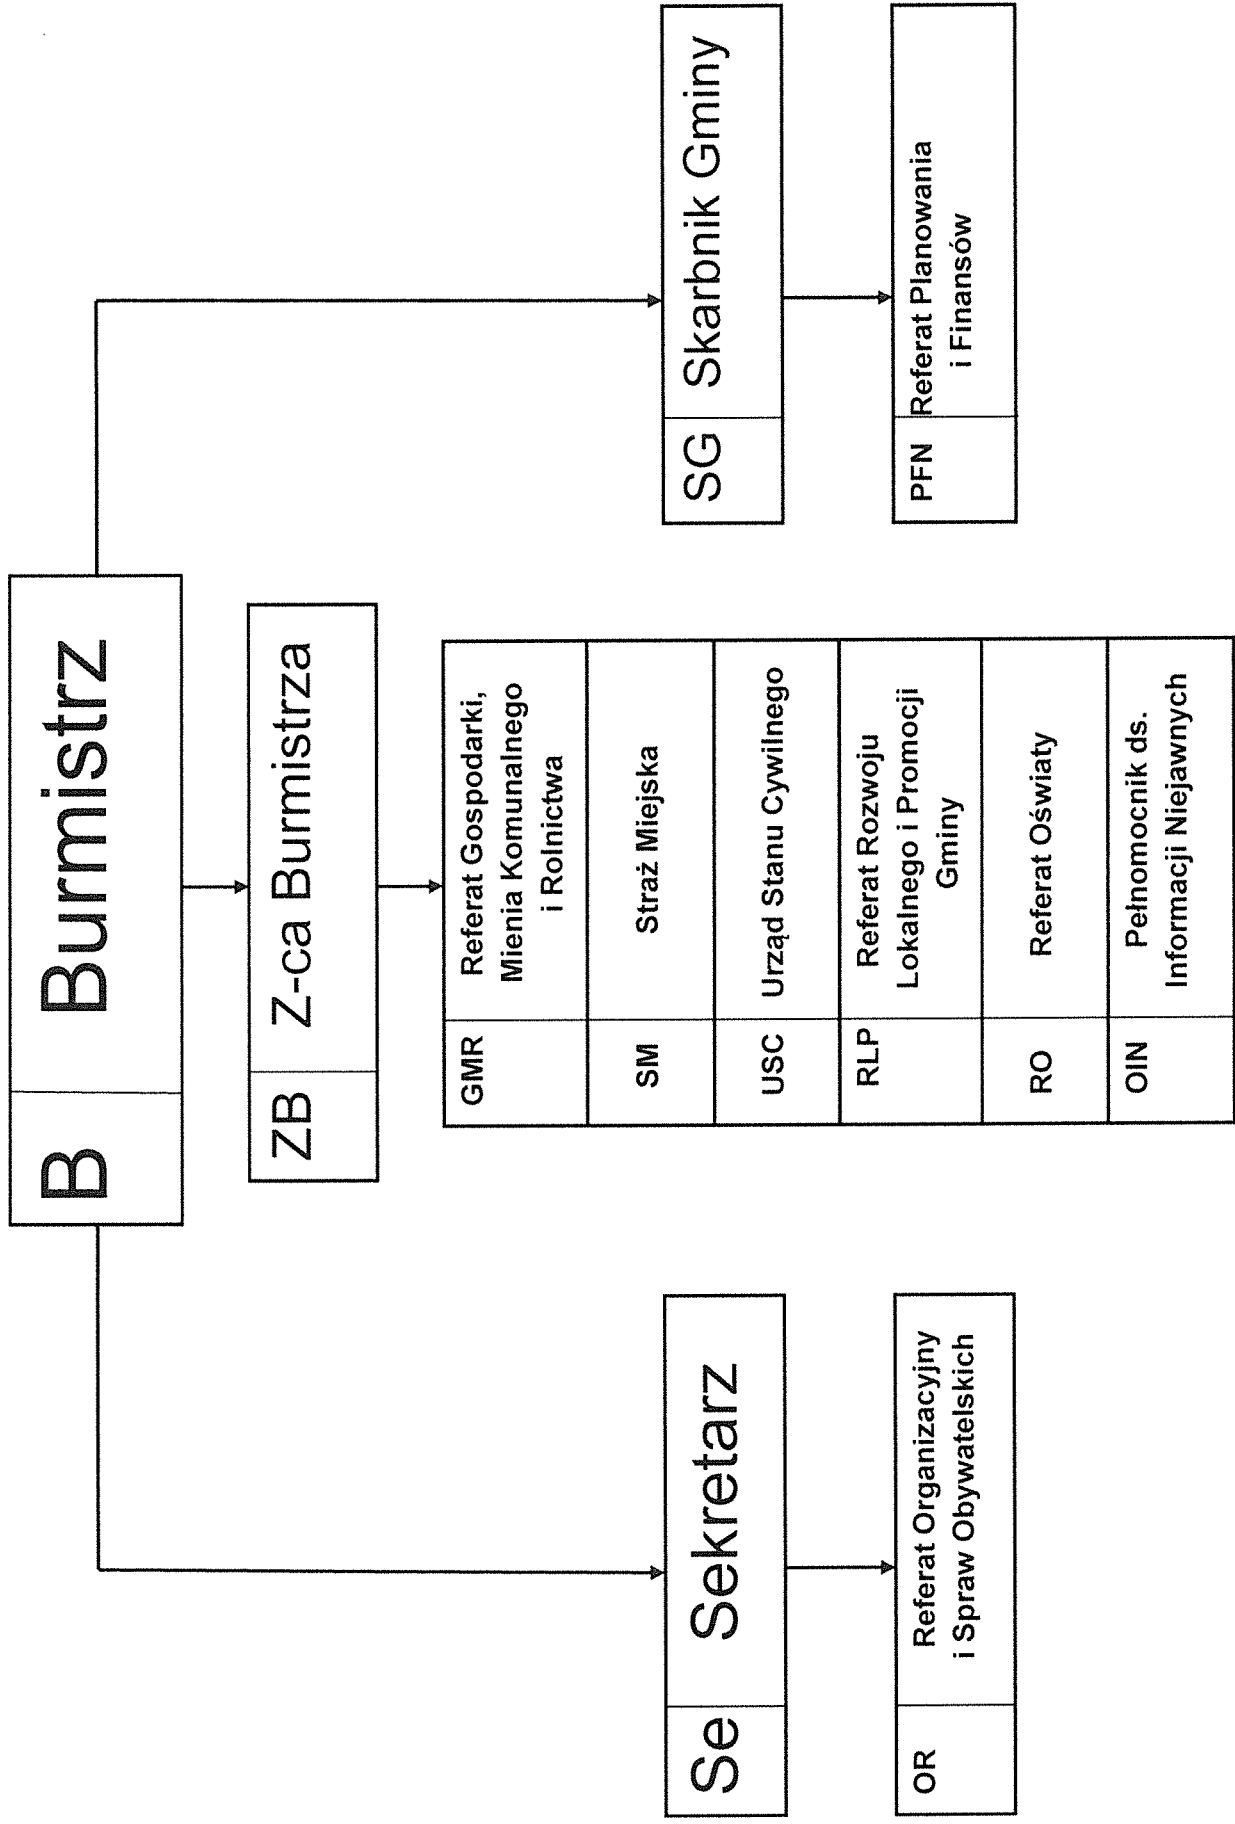 B Burmistrz
ZB Z-ca Burmistrza
GMR Referat Gospodarki,
Mienia Komunalnego
i Rolnictwa
SM Straż Miejska
USC Urząd Stanu Cywilnego
RLP Referat Rozwoju
Lokalnego i Promocji
Gminy
RO Referat Oświaty
OIN Pełnomocnik ds.
Informacji Niejawnych
Se Sekretarz
OR Referat Organizacyjny
i Spraw Obywatelskich
SG Skarbnik Gminy
PFN Referat Planowania
i Finansów